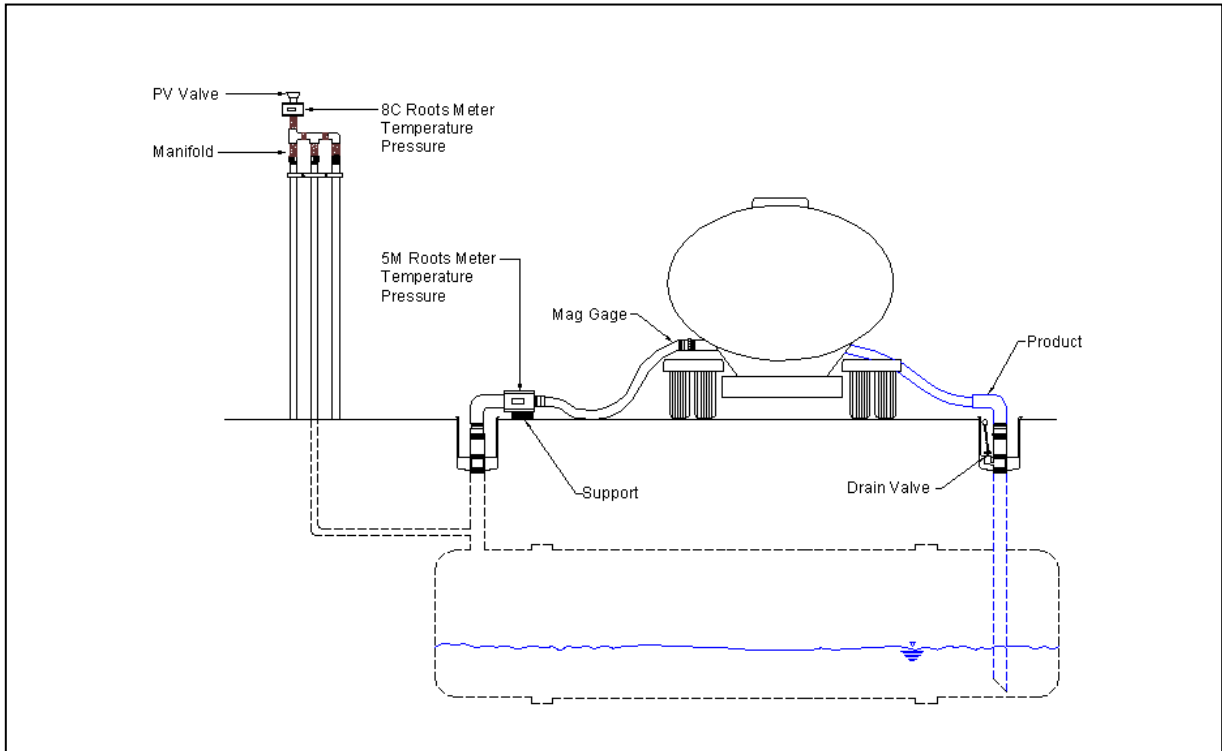 PV Valve
8C Roots Meter
Temperature
Pressure
Manifold
5M Roots Meter
Temperature
Pressure
Mag Gage
Product
Support
Drain Valve